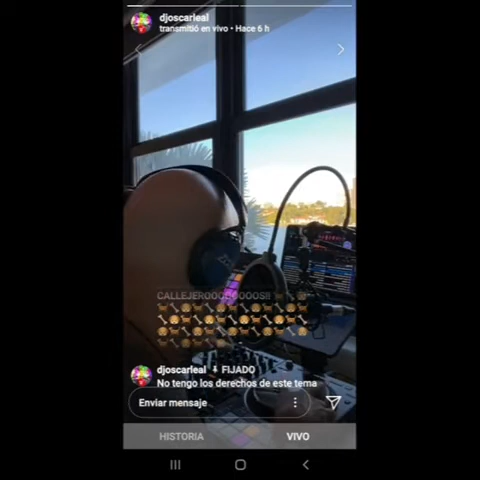 djoscarleal
transmitió en vivo • Hace 6 h
CALLEJEROOOOOOOOS!!
djoscarleal FIJADO
No tengo los derechos de este tema
Enviar mensaje
HISTORIA VIVO